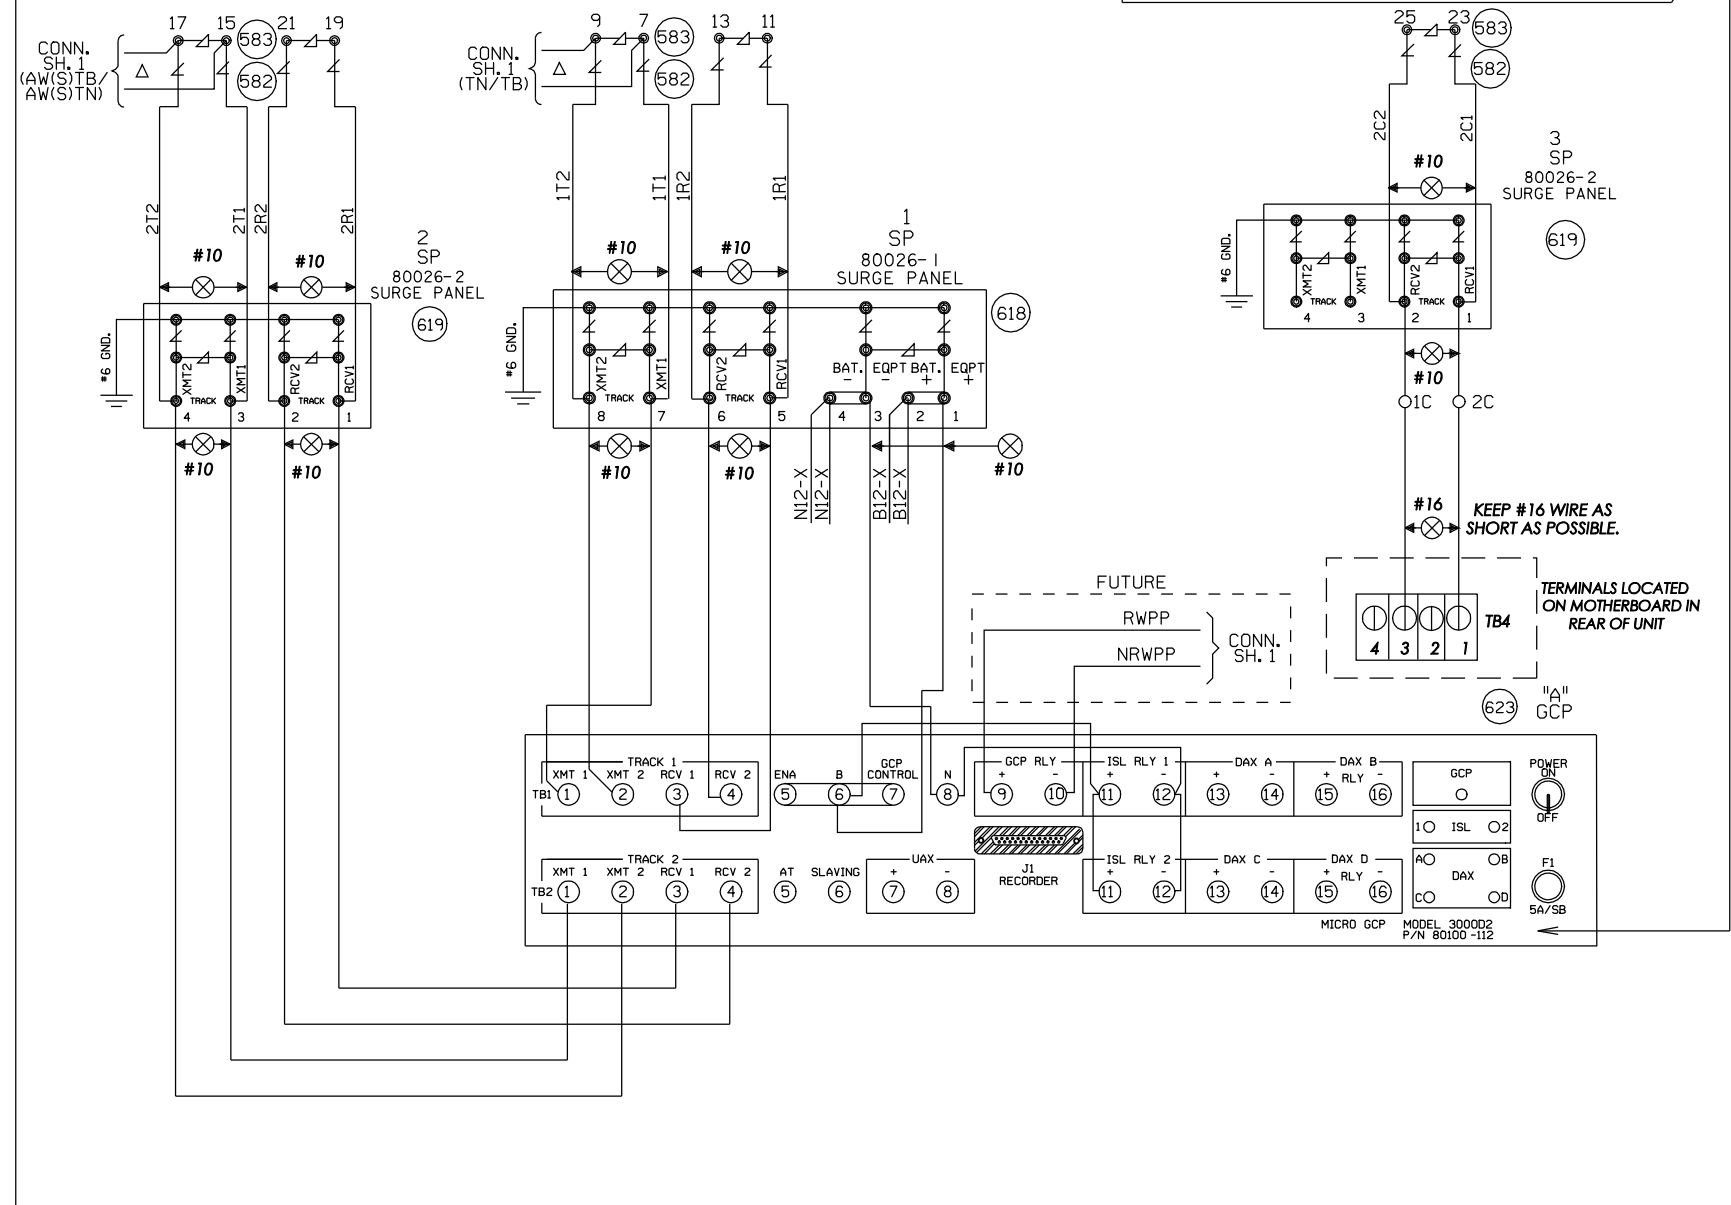 17 15 583 21 19
582
CONN.
SH. 1
(AW(S)TB/
AW(S)TN)
2T2
2T1
2R2
2R1
#10
#10
2
SP
80026-2
SURGE PANEL
619
#6 GND.
XMT2
XMT1
RCV2
RCV1
TRACK
TRACK
4 3 2 1
#10
#10
9 7 583 13 11
582
CONN.
SH. 1
(TN/TB)
1T2
1T1
1R2
1R1
#10
#10
1
SP
80026-1
SURGE PANEL
618
#6 GND.
XMT2
XMT1
RCV2
RCV1
TRACK
TRACK
BAT. EQPT BAT. EQPT
- - + +
8 7 6 5 4 3 2 1
#10
#10
#10
N12-X
N12-X
B12-X
B12-X
25 23 583
582
2C2
2C1
#10
3
SP
80026-2
SURGE PANEL
619
#6 GND.
XMT2
XMT1
RCV2
RCV1
TRACK
TRACK
4 3 2 1
#10
1C 2C
#16
KEEP #16 WIRE AS
SHORT AS POSSIBLE.
TERMINALS LOCATED
ON MOTHERBOARD IN
REAR OF UNIT
TB4
4 3 2 1
FUTURE
RWPP
NRWPP
CONN.
SH. 1
623
"A"
GCP
TRACK 1
XMT 1 XMT 2 RCV 1 RCV 2
TB1 1 2 3 4
ENA B GCP CONTROL N
5 6 7 8
GCP RLY
+ -
9 10
ISL RLY 1
+ -
11 12
DAX A
+ -
13 14
DAX B
+ RLY -
15 16
GCP
1 ISL 2
A B
DAX
C D
POWER
ON
OFF
F1
5A/SB
J1
RECORDER
TRACK 2
XMT 1 XMT 2 RCV 1 RCV 2
TB2 1 2 3 4
AT SLAVING
5 6
UAX
+ -
7 8
ISL RLY 2
+ -
11 12
DAX C
+ -
13 14
DAX D
+ RLY -
15 16
MICRO GCP MODEL 3000D2
P/N 80100-112